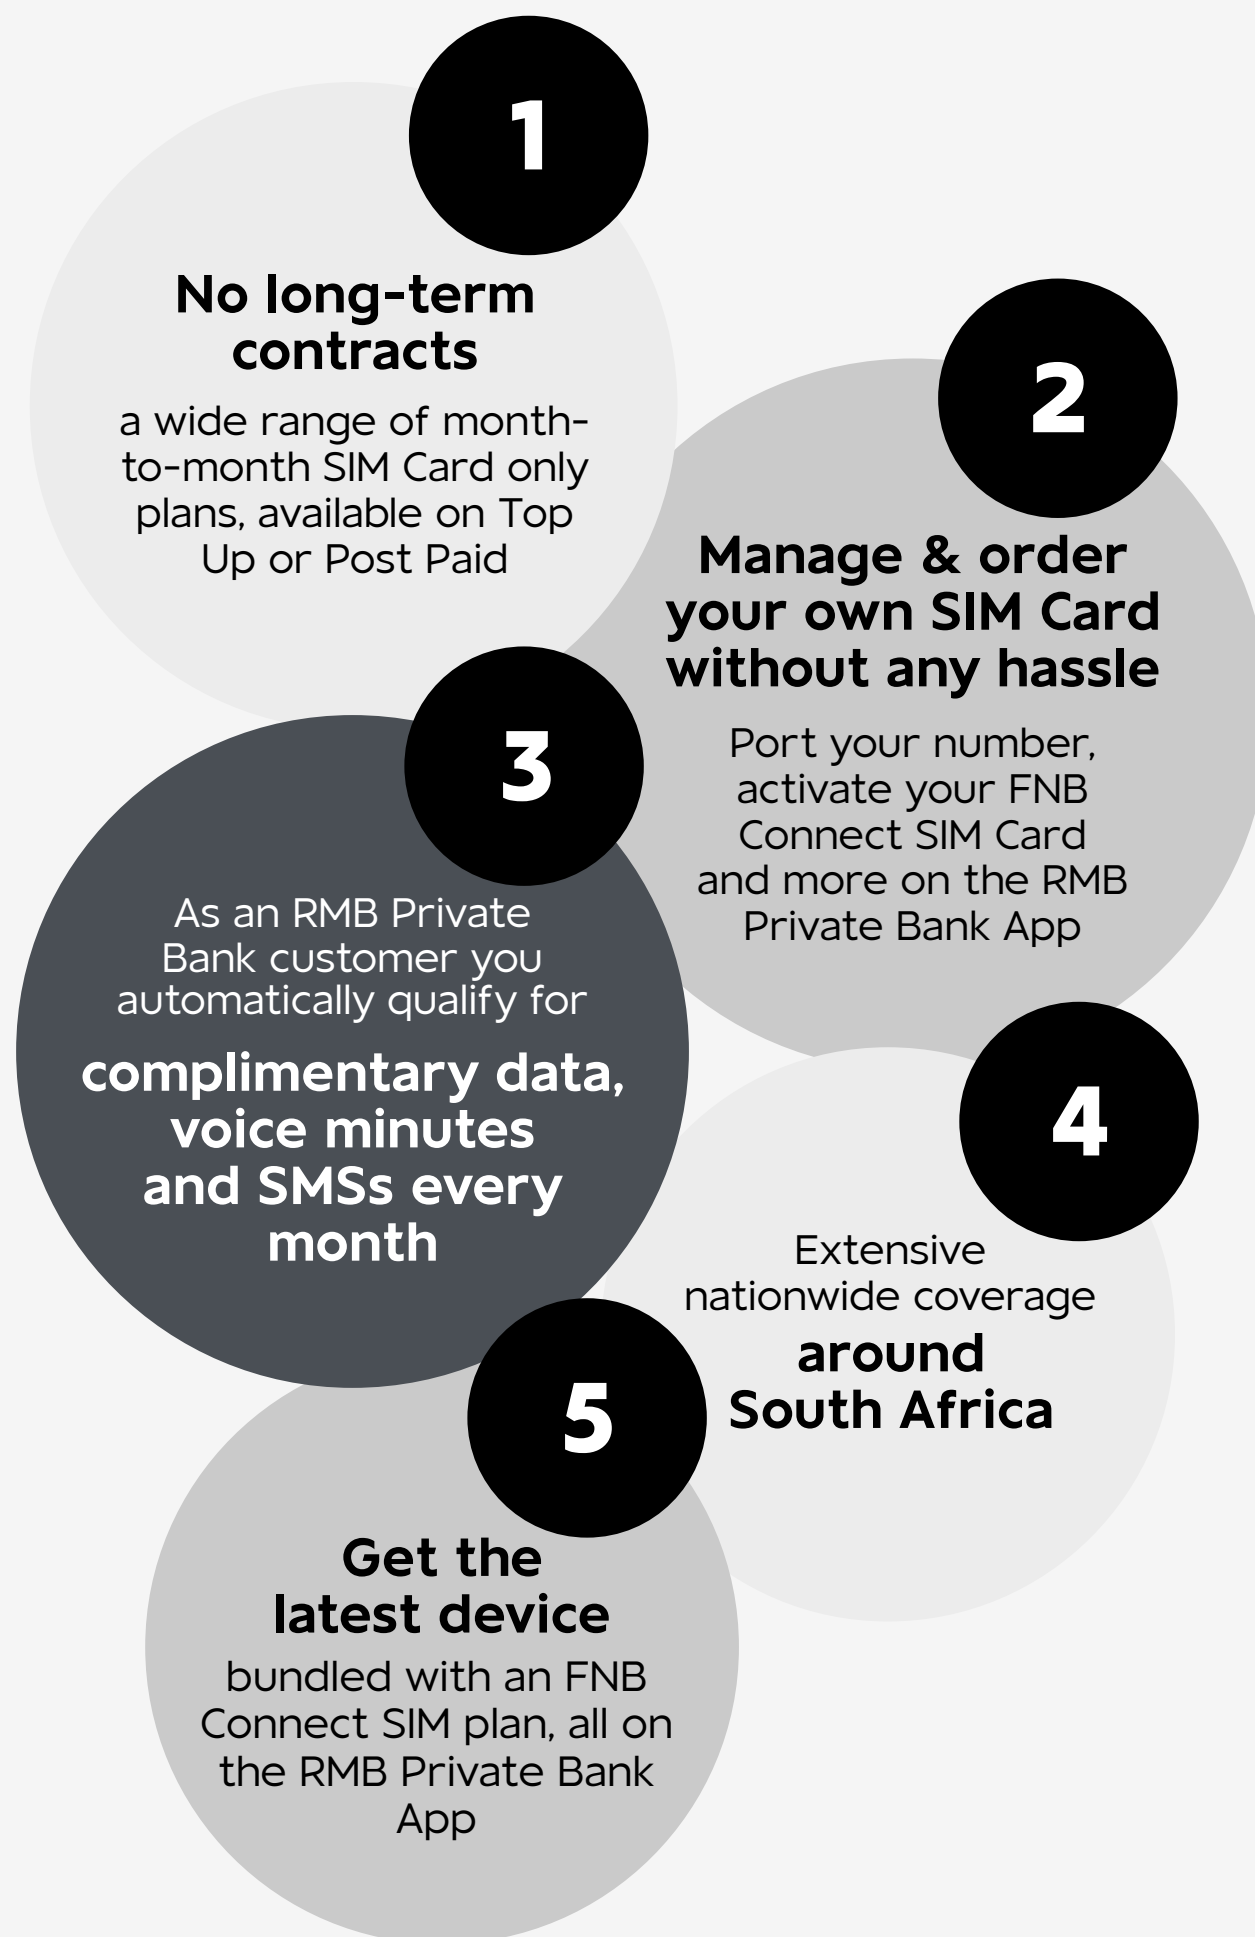 1
No long-term
contracts
a wide range of month-
to-month SIM Card only
plans, available on Top
Up or Post Paid
2
Manage & order
your own SIM Card
without any hassle
Port your number,
activate your FNB
Connect SIM Card
and more on the RMB
Private Bank App
3
As an RMB Private
Bank customer you
automatically qualify for
complimentary data,
voice minutes
and SMSs every
month
4
Extensive
nationwide coverage
around
South Africa
5
Get the
latest device
bundled with an FNB
Connect SIM plan, all on
the RMB Private Bank
App